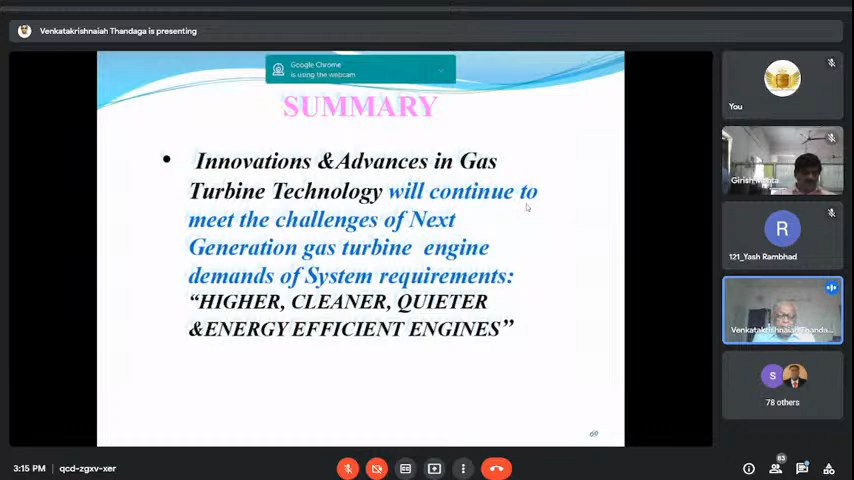 Venkatakrishnaiah Thandaga is presenting
Google Chrome
is using the webcam
SUMMARY
• Innovations &Advances in Gas
Turbine Technology will continue to
meet the challenges of Next
Generation gas turbine engine
demands of System requirements:
“HIGHER, CLEANER, QUIETER
&ENERGY EFFICIENT ENGINES”
69
You
Girish
R
121_Yash Rambhad
Venkatakrishnaiah Thanda...
S
78 others
3:15 PM
qcd-zgxv-xer
83